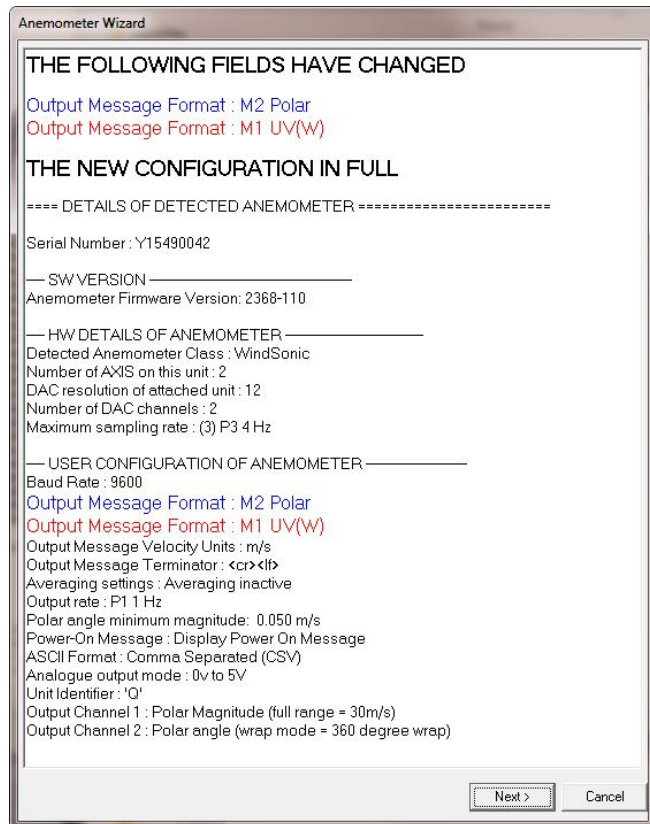 Anemometer Wizard
THE FOLLOWING FIELDS HAVE CHANGED
Output Message Format : M2 Polar
Output Message Format : M1 UV(W)
THE NEW CONFIGURATION IN FULL
==== DETAILS OF DETECTED ANEMOMETER ========================
Serial Number : Y15490042
— SW VERSION —————————————
Anemometer Firmware Version: 2368-110
— HW DETAILS OF ANEMOMETER —————————
Detected Anemometer Class : WindSonic
Number of AXIS on this unit : 2
DAC resolution of attached unit : 12
Number of DAC channels : 2
Maximum sampling rate : (3) P3 4 Hz
— USER CONFIGURATION OF ANEMOMETER ———————
Baud Rate : 9600
Output Message Format : M2 Polar
Output Message Format : M1 UV(W)
Output Message Velocity Units : m/s
Output Message Terminator : <cr><lf>
Averaging settings : Averaging inactive
Output rate : P1 1 Hz
Polar angle minimum magnitude: 0.050 m/s
Power-On Message : Display Power On Message
ASCII Format : Comma Separated (CSV)
Analogue output mode : 0v to 5V
Unit Identifier : 'Q'
Output Channel 1 : Polar Magnitude (full range = 30m/s)
Output Channel 2 : Polar angle (wrap mode = 360 degree wrap)
Next >
Cancel